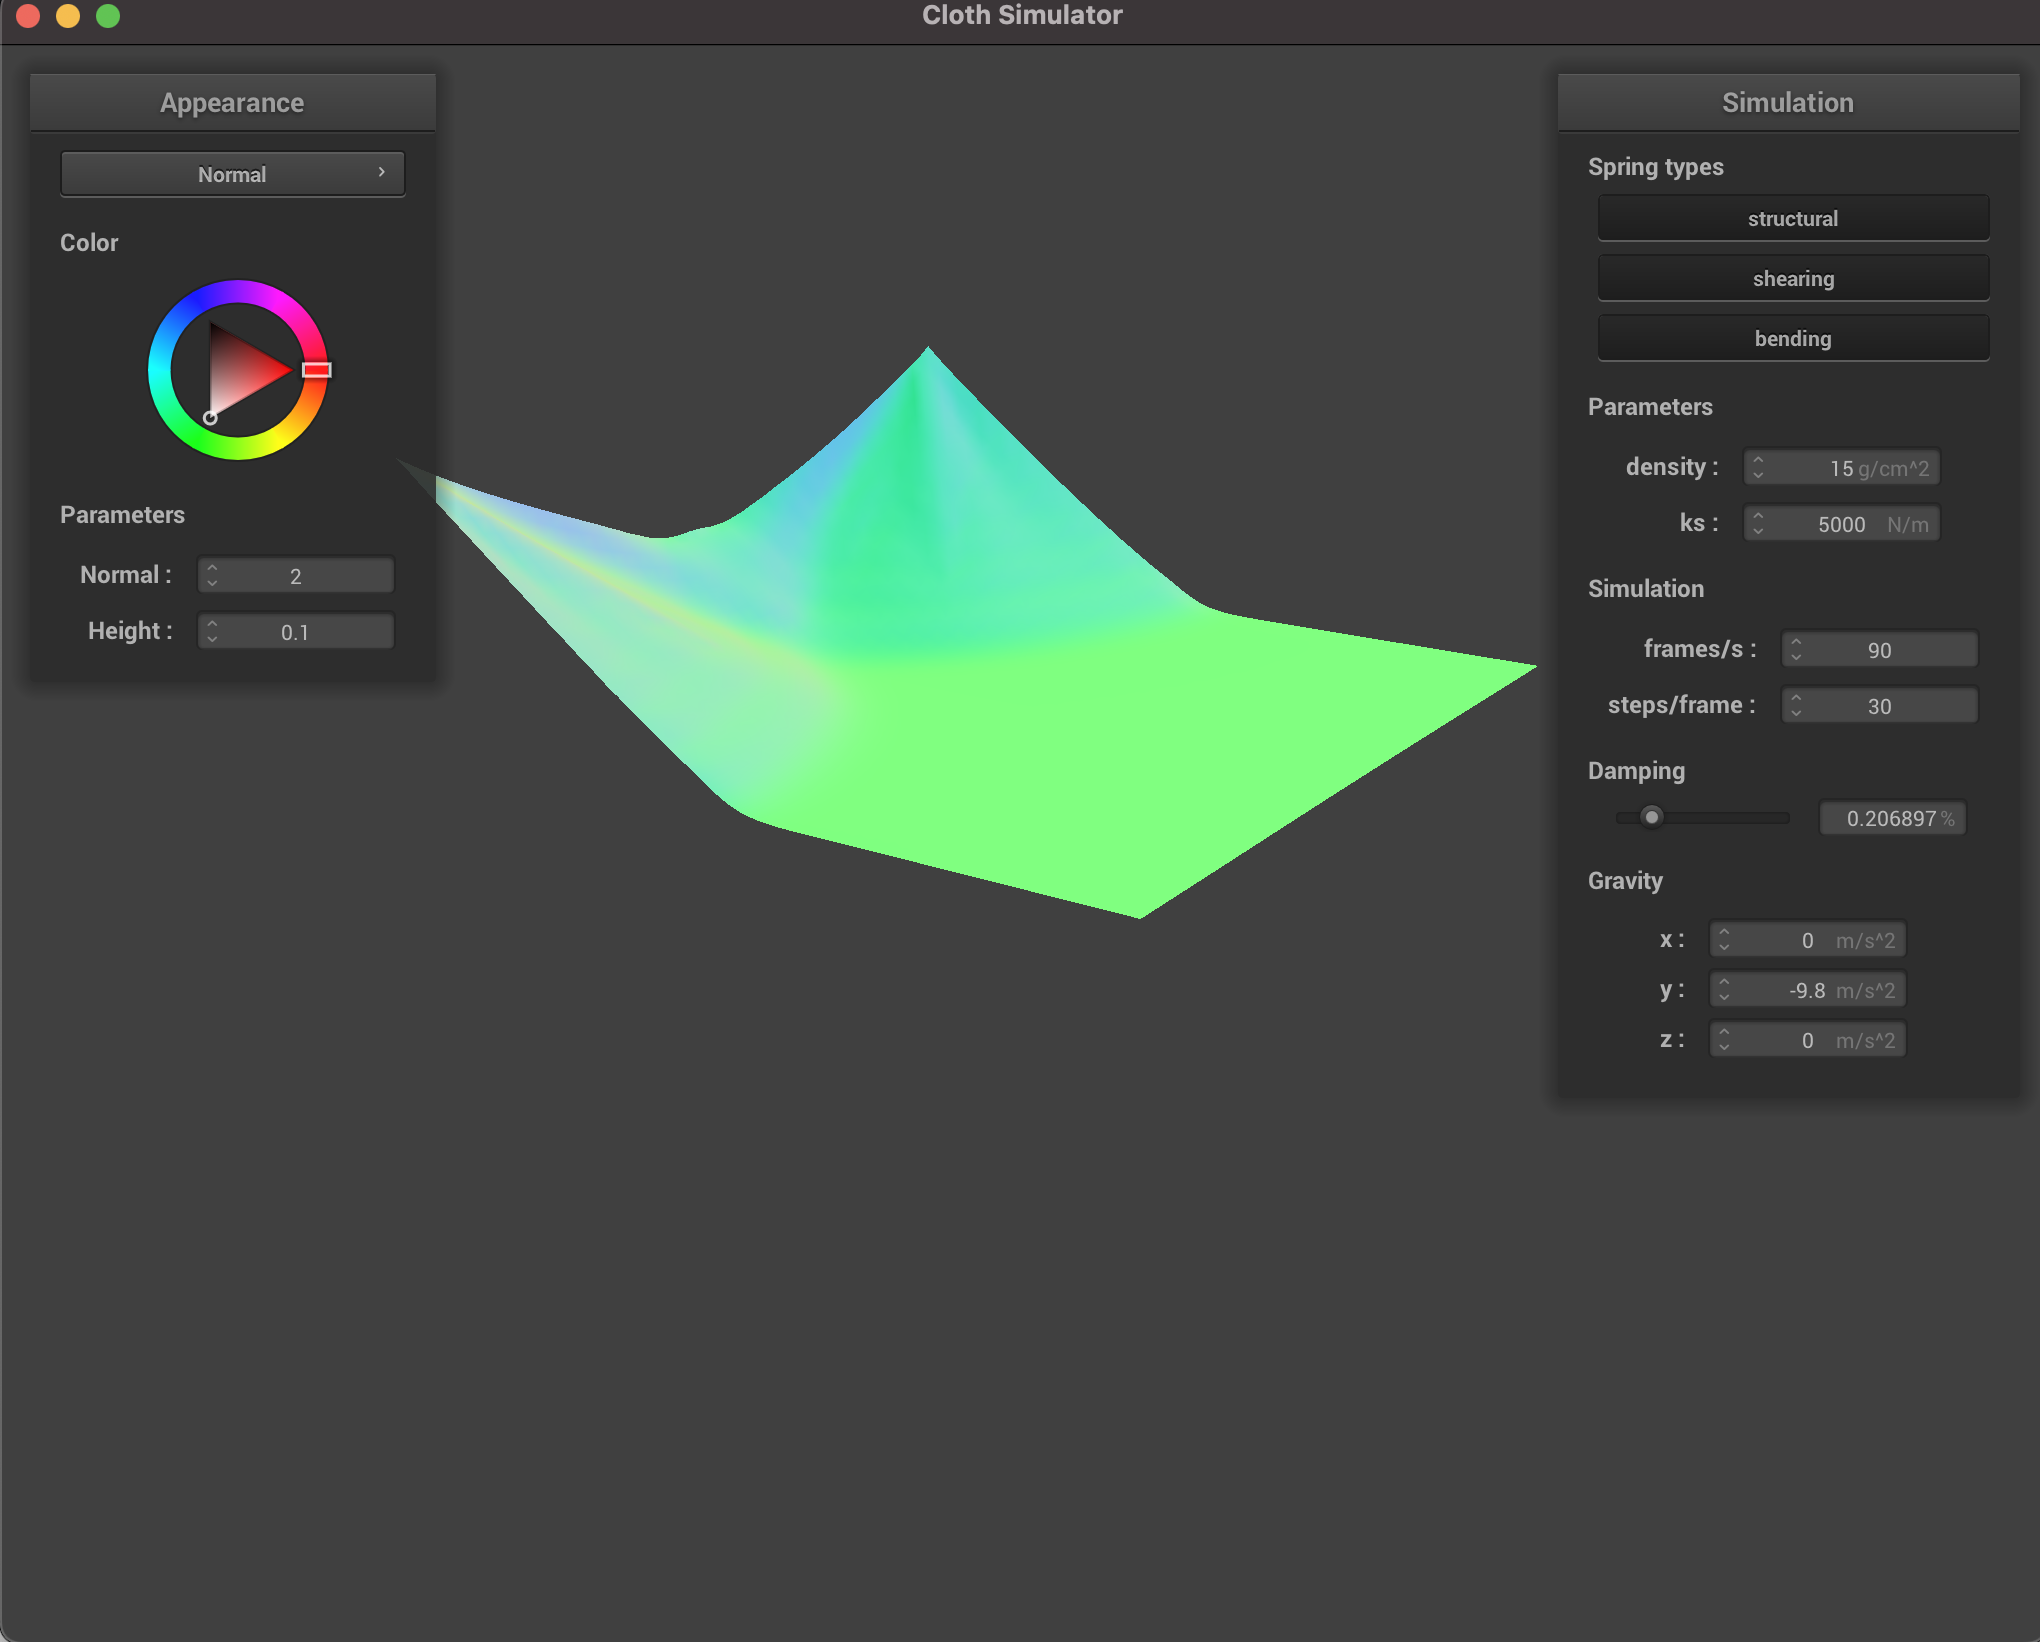 Cloth Simulator
Appearance
Normal
Color
Parameters
Normal : 2
Height : 0.1
Simulation
Spring types
structural
shearing
bending
Parameters
density : 15 g/cm^2
ks : 5000 N/m
Simulation
frames/s : 90
steps/frame : 30
Damping
0.206897 %
Gravity
x : 0 m/s^2
y : -9.8 m/s^2
z : 0 m/s^2